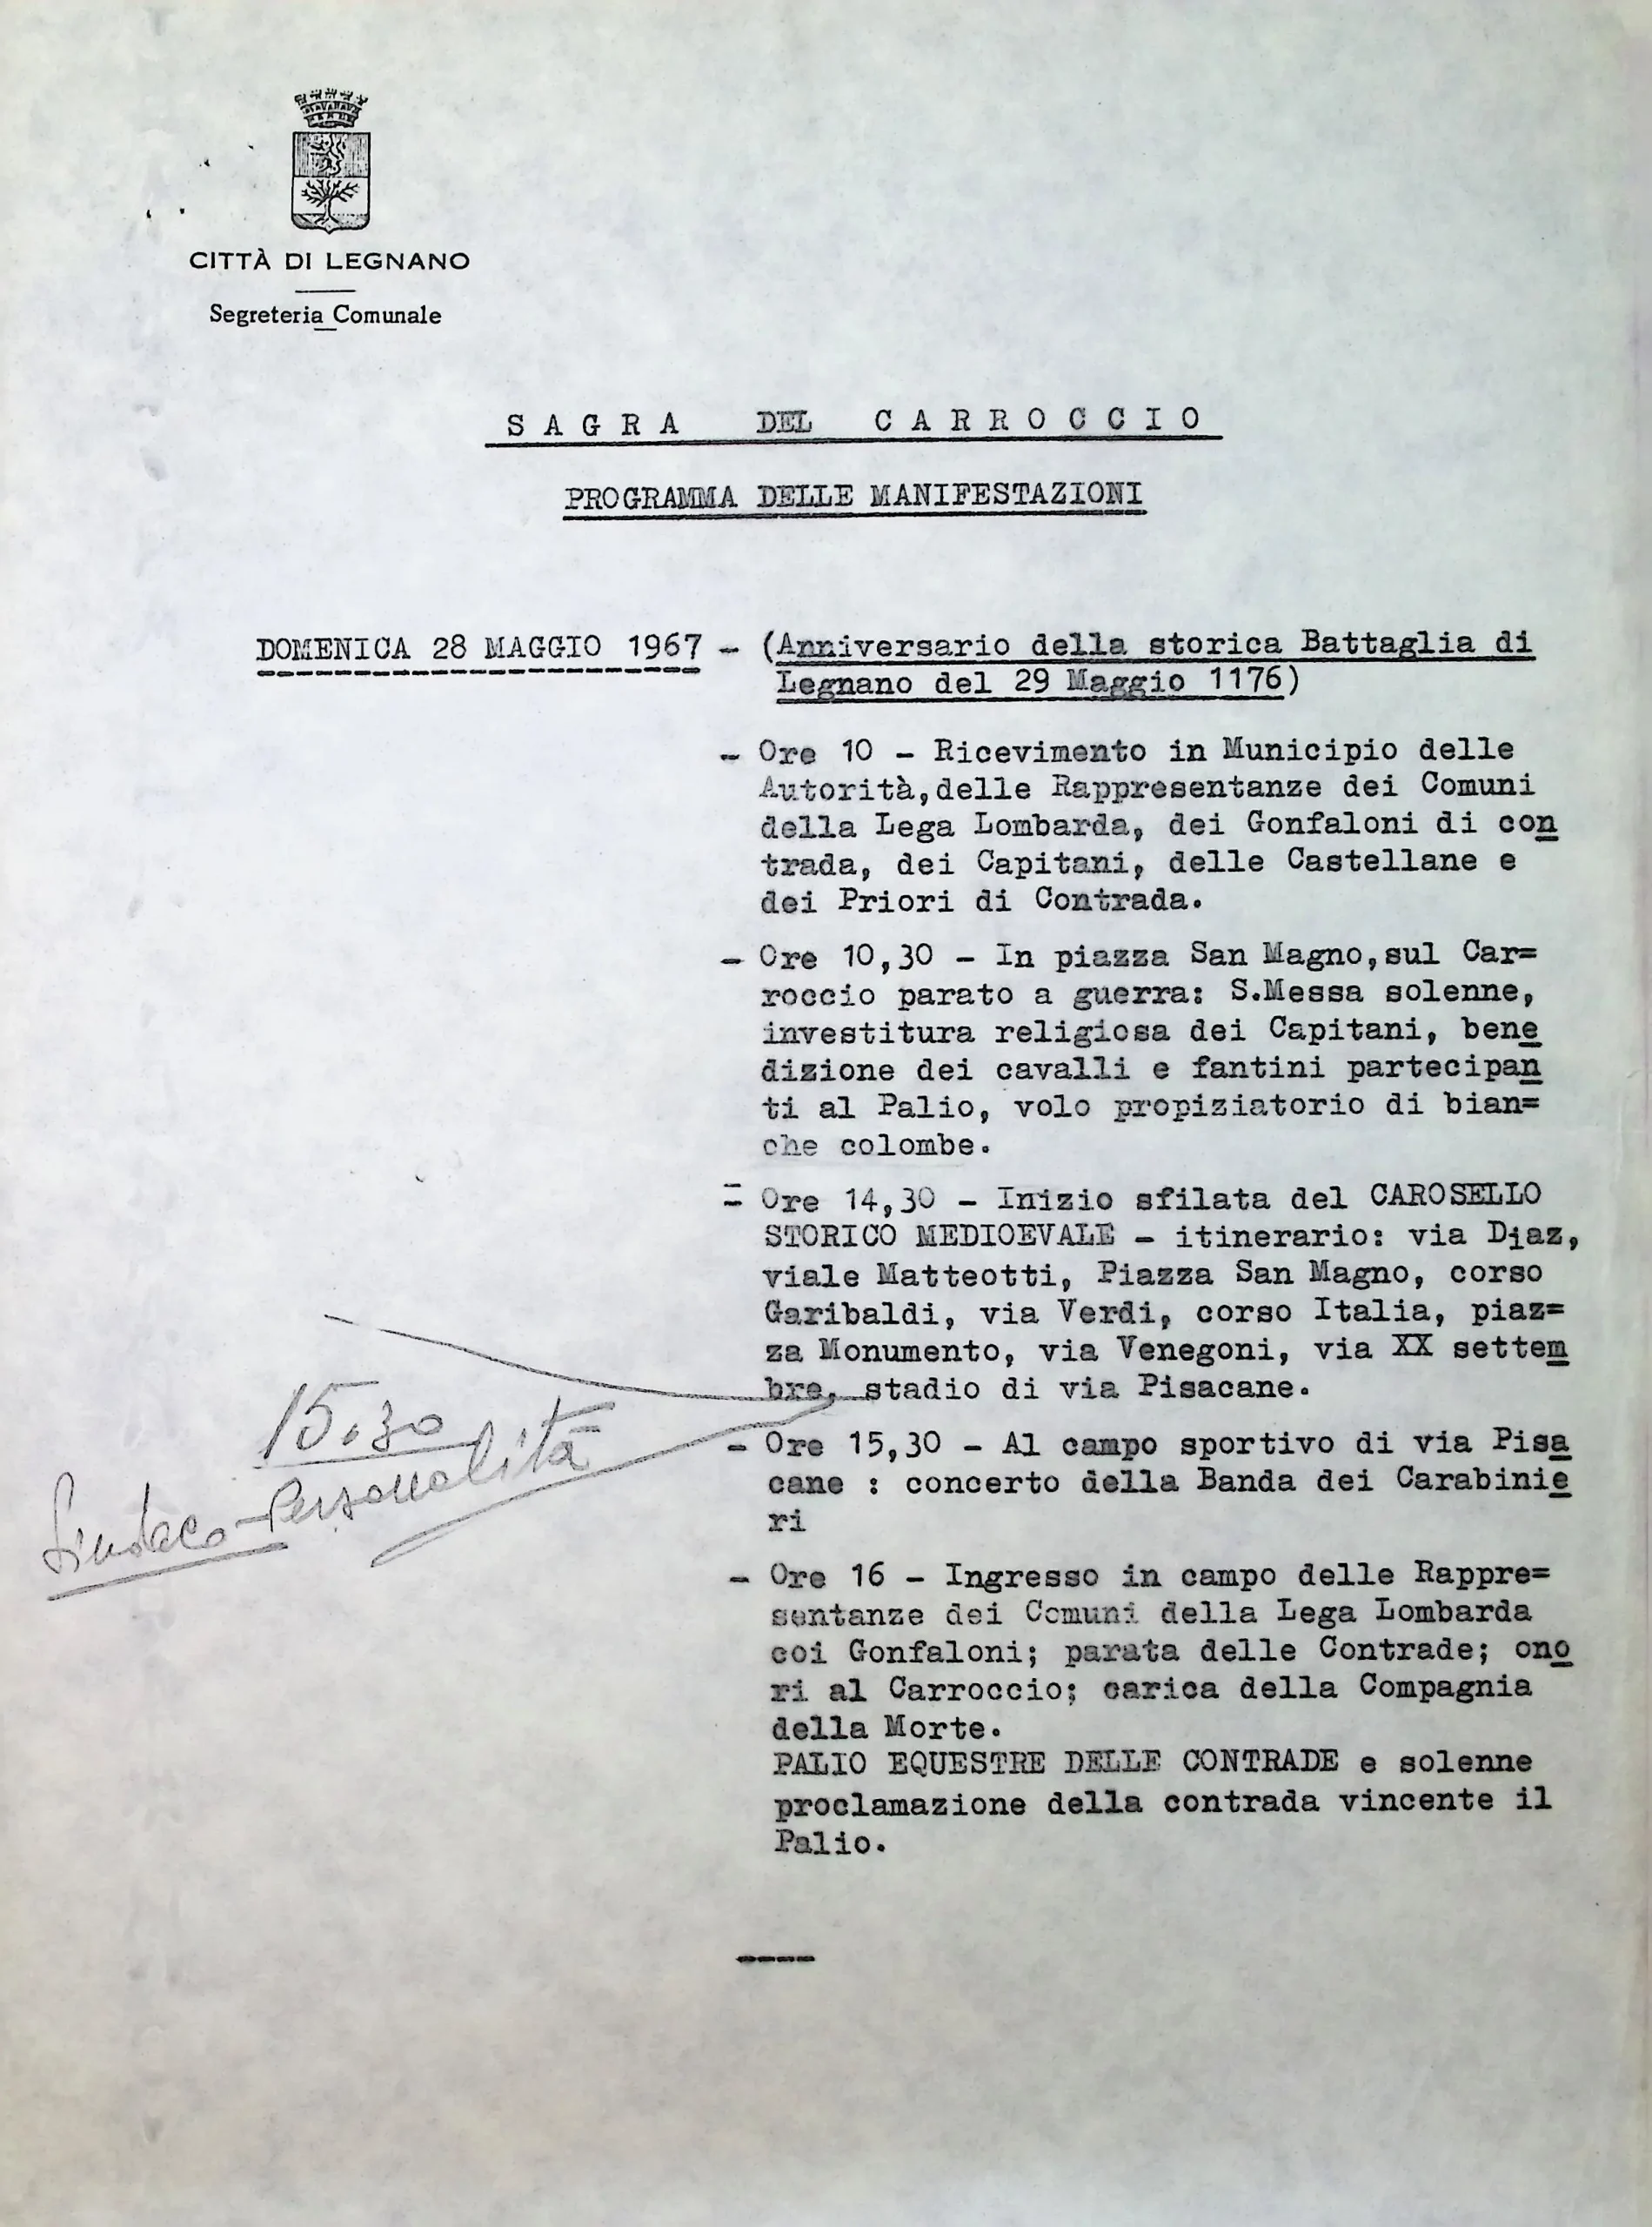 CITTÀ DI LEGNANO
Segreteria Comunale
SAGRA DEL CARROCCIO
PROGRAMMA DELLE MANIFESTAZIONI
DOMENICA 28 MAGGIO 1967 - (Anniversario della storica Battaglia di
Legnano del 29 Maggio 1176)
- Ore 10 - Ricevimento in Municipio delle
Autorità, delle Rappresentanze dei Comuni
della Lega Lombarda, dei Gonfaloni di con
trada, dei Capitani, delle Castellane e
dei Priori di Contrada.
- Ore 10,30 - In piazza San Magno, sul Car=
roccio parato a guerra: S.Messa solenne,
investitura religiosa dei Capitani, bene
dizione dei cavalli e fantini partecipan
ti al Palio, volo propiziatorio di bian=
che colombe.
- Ore 14,30 - Inizio sfilata del CAROSELLO
STORICO MEDIOEVALE - itinerario: via Diaz,
viale Matteotti, Piazza San Magno, corso
Garibaldi, via Verdi, corso Italia, piaz=
za Monumento, via Venegoni, via XX settem
bre, stadio di via Pisacane.
15.30
Sindaco - Personalità
- Ore 15,30 - Al campo sportivo di via Pisa
cane : concerto della Banda dei Carabinie
ri
- Ore 16 - Ingresso in campo delle Rappre=
sentanze dei Comuni della Lega Lombarda
coi Gonfaloni; parata delle Contrade; ono
ri al Carroccio; carica della Compagnia
della Morte.
PALIO EQUESTRE DELLE CONTRADE e solenne
proclamazione della contrada vincente il
Palio.